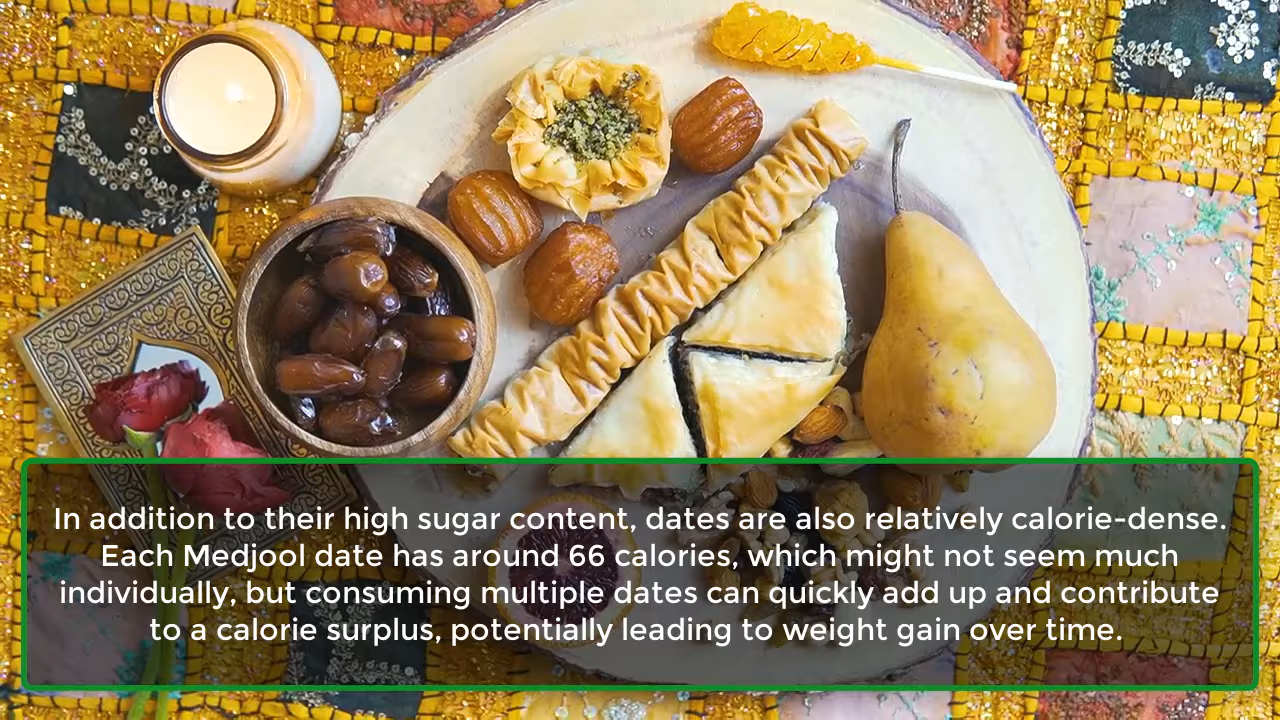 In addition to their high sugar content, dates are also relatively calorie-dense.
Each Medjool date has around 66 calories, which might not seem much
individually, but consuming multiple dates can quickly add up and contribute
to a calorie surplus, potentially leading to weight gain over time.